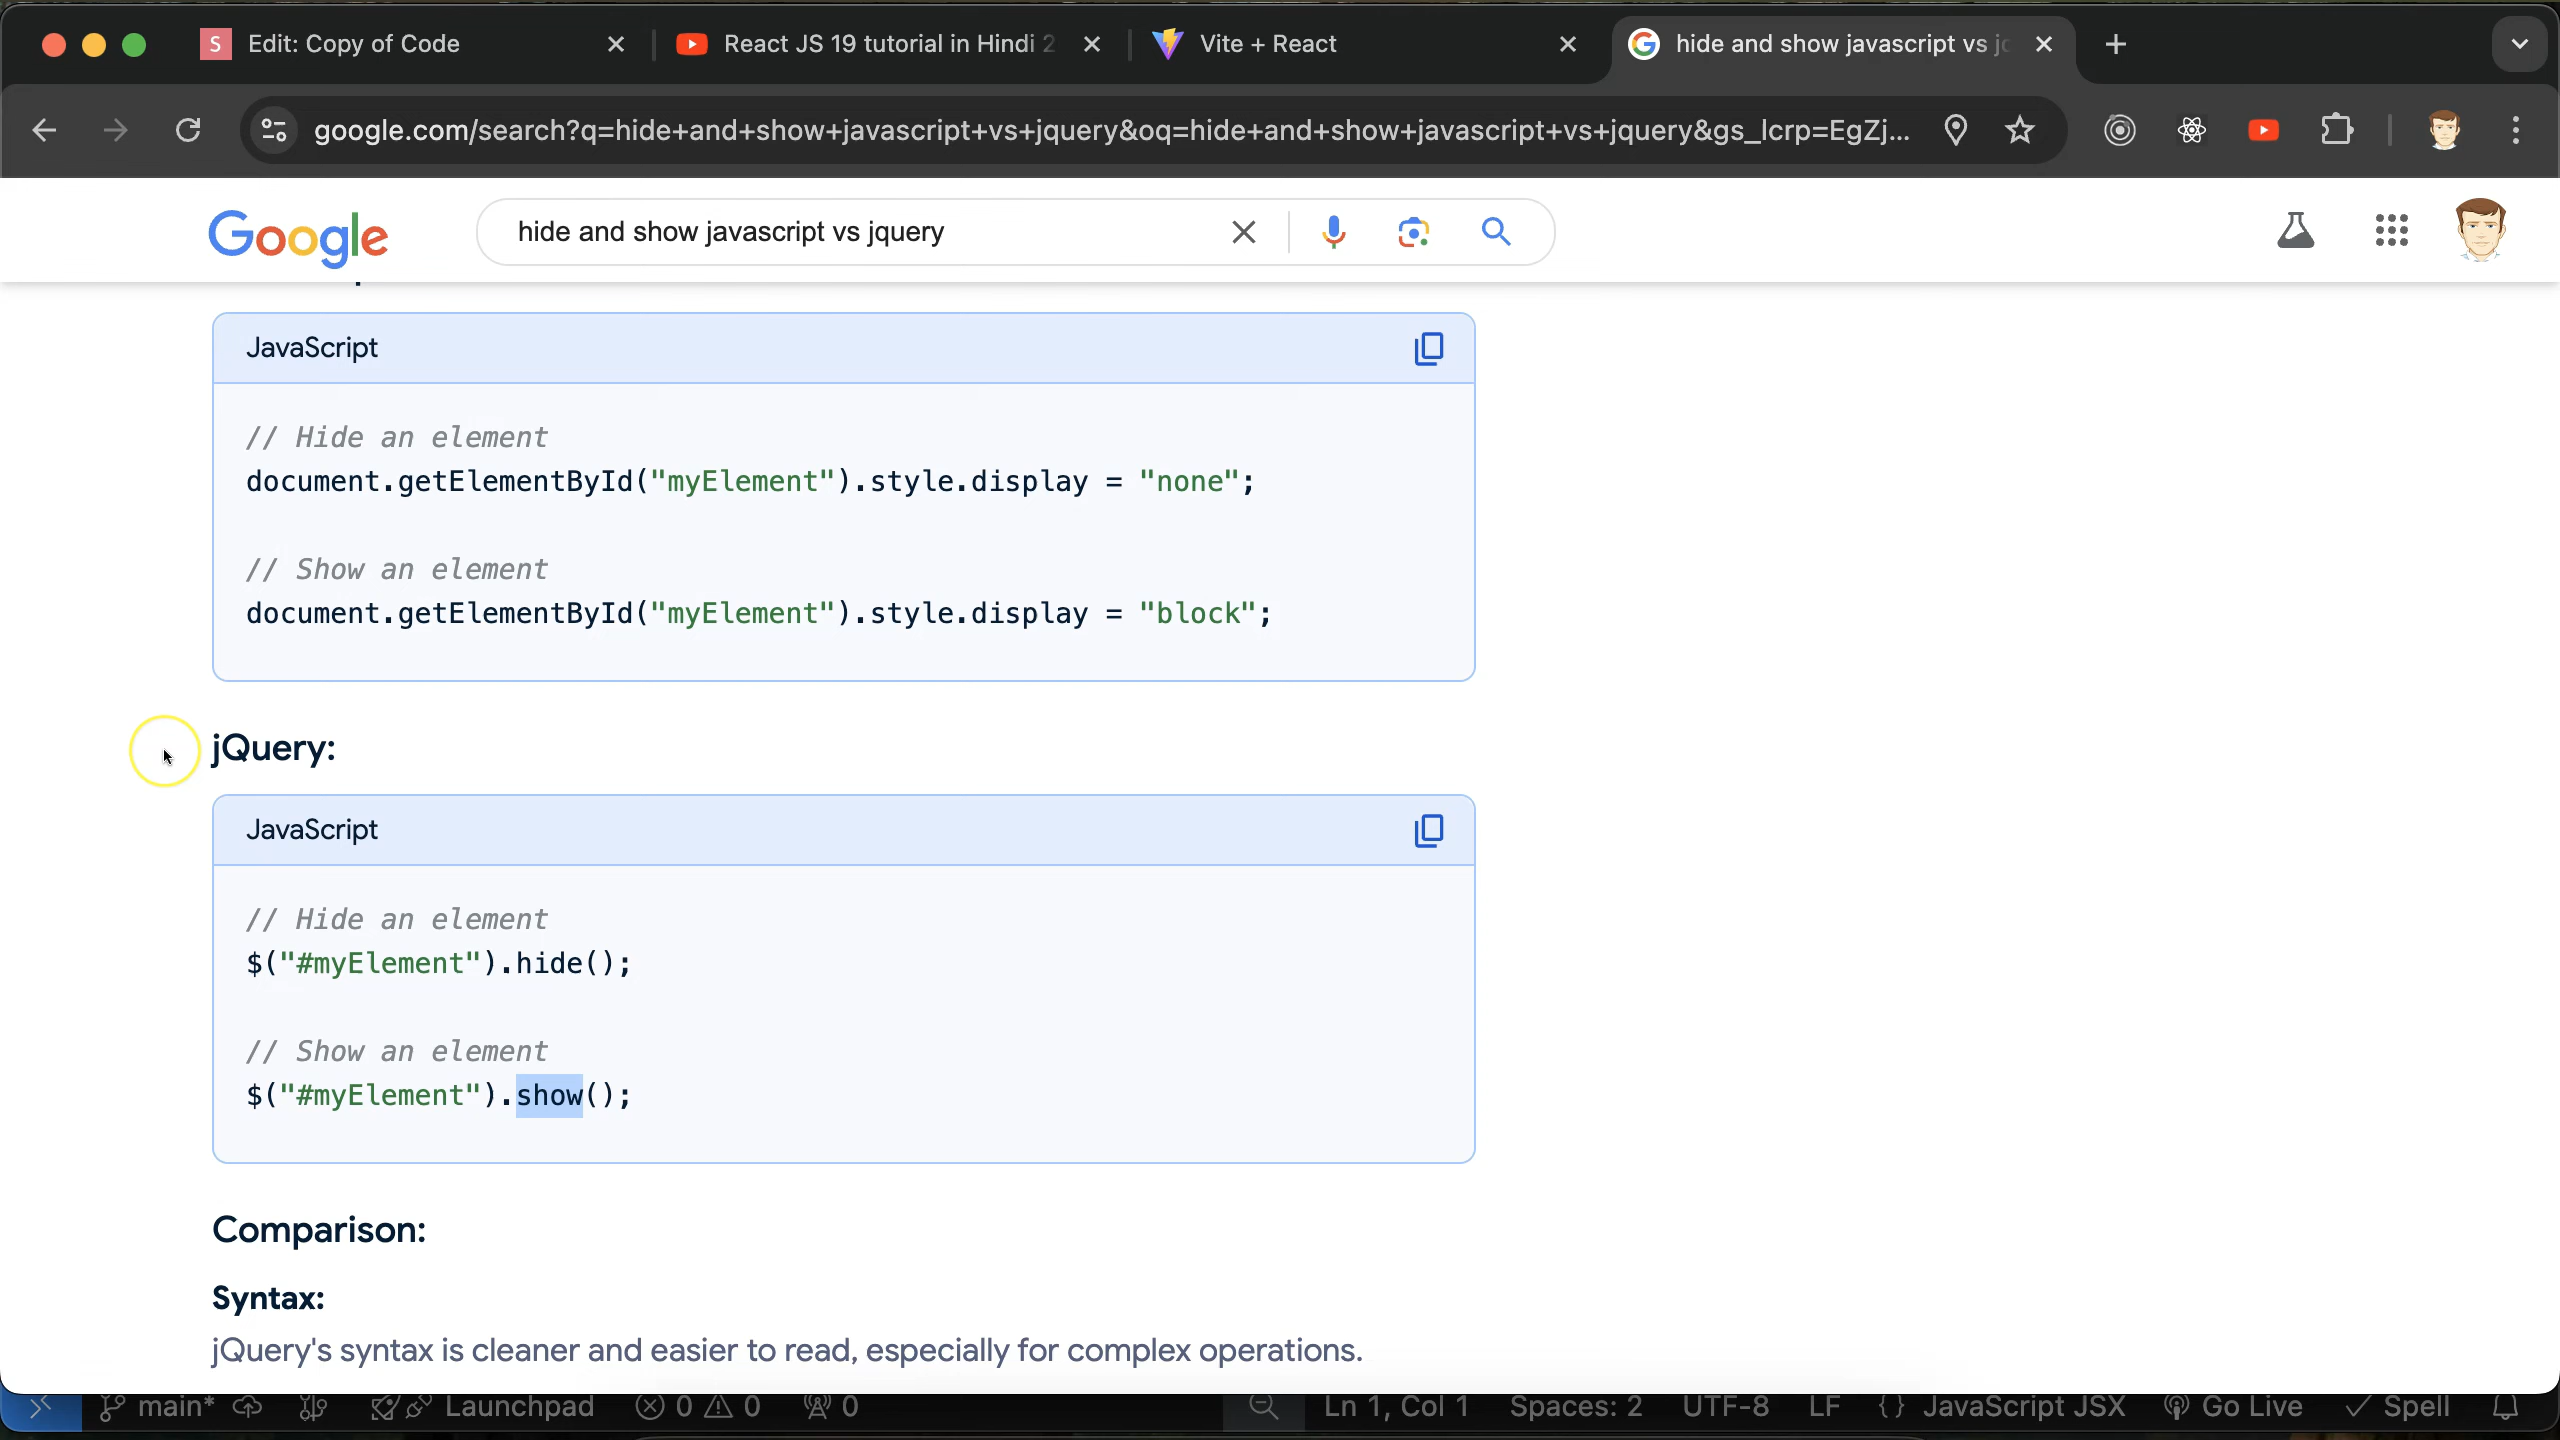 S Edit: Copy of Code
React JS 19 tutorial in Hindi 2
Vite + React
hide and show javascript vs jq
google.com/search?q=hide+and+show+javascript+vs+jquery&oq=hide+and+show+javascript+vs+jquery&gs_lcrp=EgZj...
Google
hide and show javascript vs jquery
JavaScript
// Hide an element
document.getElementById("myElement").style.display = "none";
// Show an element
document.getElementById("myElement").style.display = "block";
jQuery:
JavaScript
// Hide an element
$("#myElement").hide();
// Show an element
$("#myElement").show();
Comparison:
Syntax:
jQuery's syntax is cleaner and easier to read, especially for complex operations.
main* Launchpad 0 0 0 Ln 1, Col 1 Spaces: 2 UTF-8 LF {} JavaScript JSX Go Live Spell